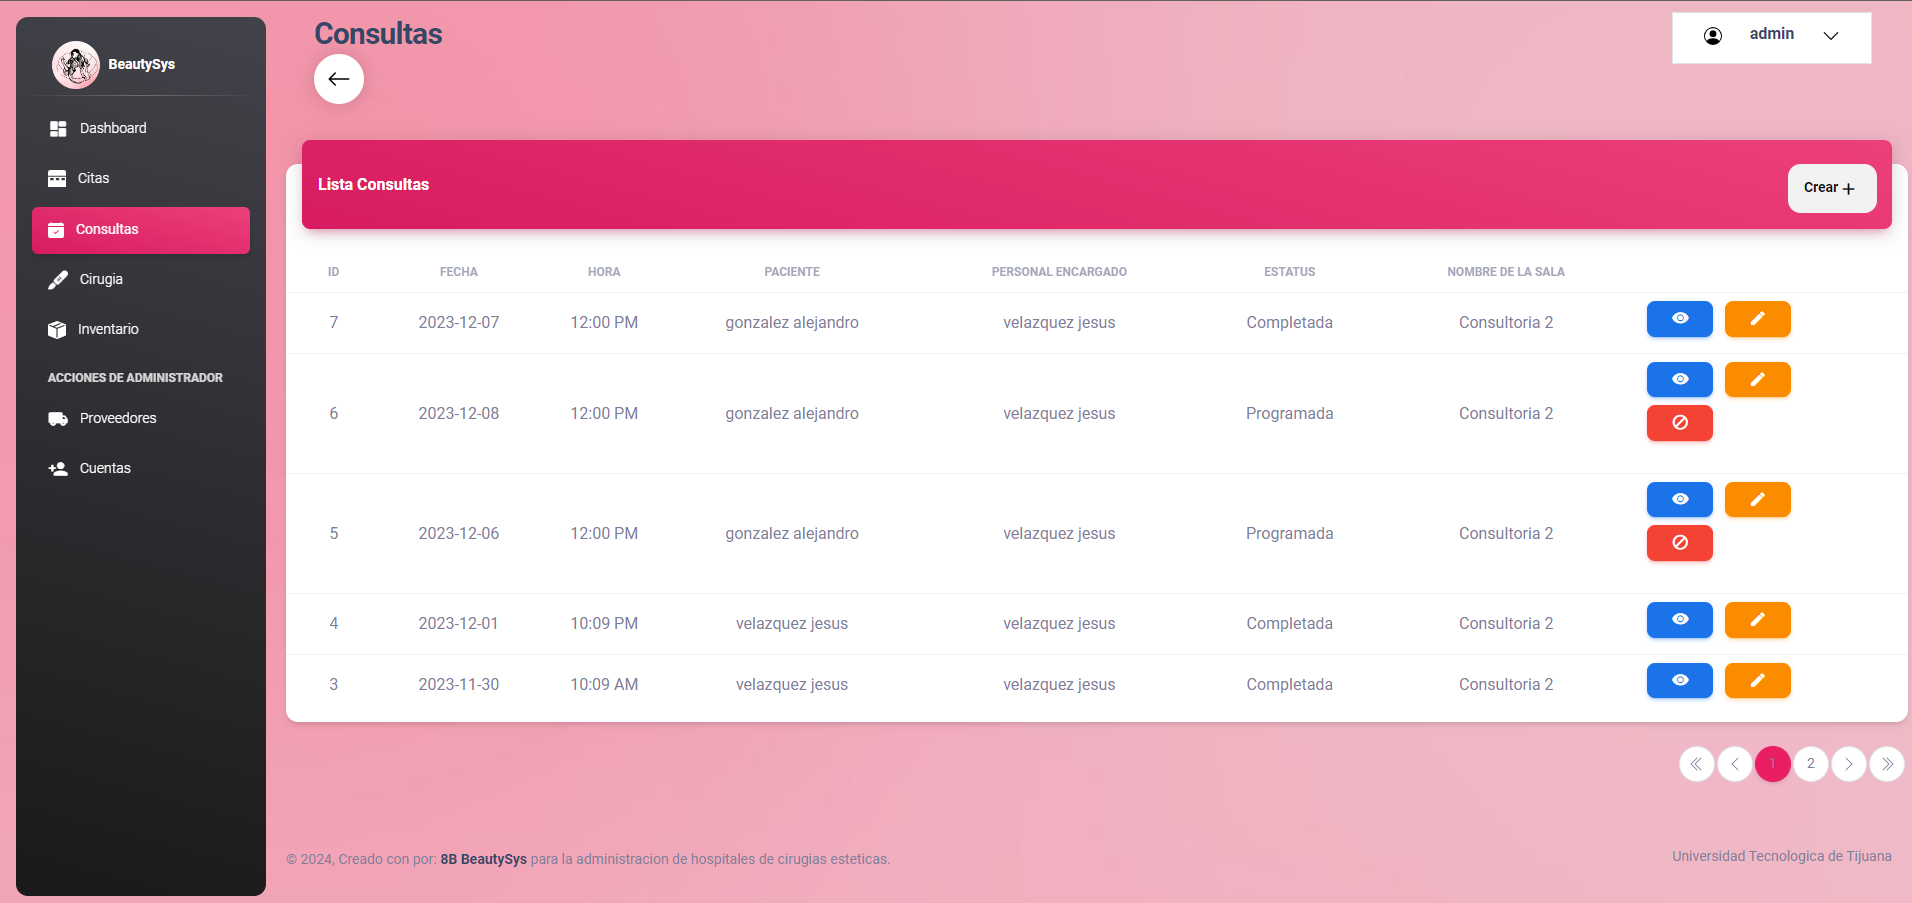 BeautySys
Dashboard
Citas
Consultas
Cirugia
Inventario
ACCIONES DE ADMINISTRADOR
Proveedores
Cuentas
Consultas
admin
Lista Consultas
Crear
ID FECHA HORA PACIENTE PERSONAL ENCARGADO ESTATUS NOMBRE DE LA SALA
7 2023-12-07 12:00 PM gonzalez alejandro velazquez jesus Completada Consultoria 2
6 2023-12-08 12:00 PM gonzalez alejandro velazquez jesus Programada Consultoria 2
5 2023-12-06 12:00 PM gonzalez alejandro velazquez jesus Programada Consultoria 2
4 2023-12-01 10:09 PM velazquez jesus velazquez jesus Completada Consultoria 2
3 2023-11-30 10:09 AM velazquez jesus velazquez jesus Completada Consultoria 2
1 2
© 2024, Creado con por: 8B BeautySys para la administracion de hospitales de cirugias esteticas.
Universidad Tecnologica de Tijuana